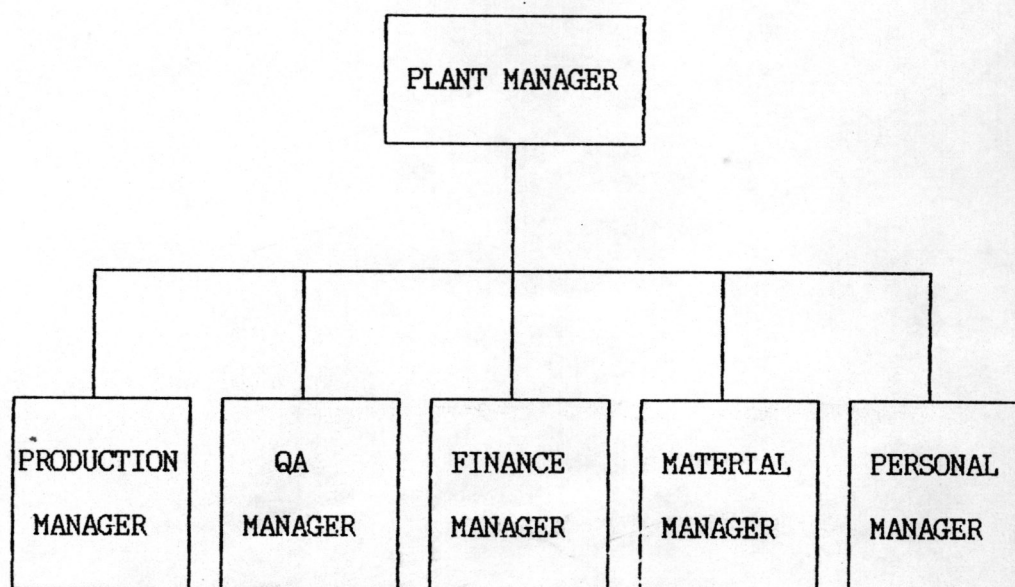 PLANT MANAGER
PRODUCTION
MANAGER
QA
MANAGER
FINANCE
MANAGER
MATERIAL
MANAGER
PERSONAL
MANAGER